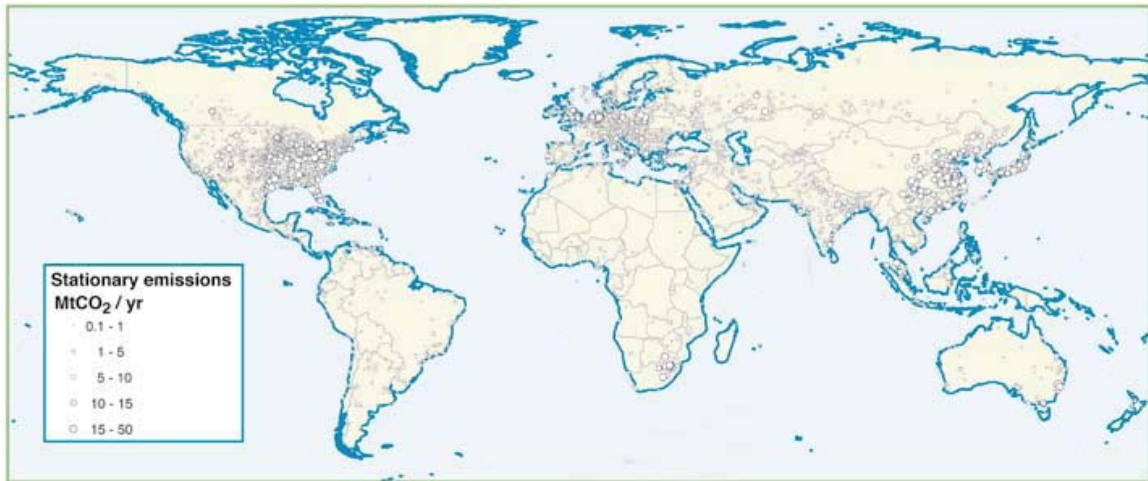 Stationary emissions
MtCO₂ / yr
0.1 - 1
1 - 5
5 - 10
10 - 15
15 - 50